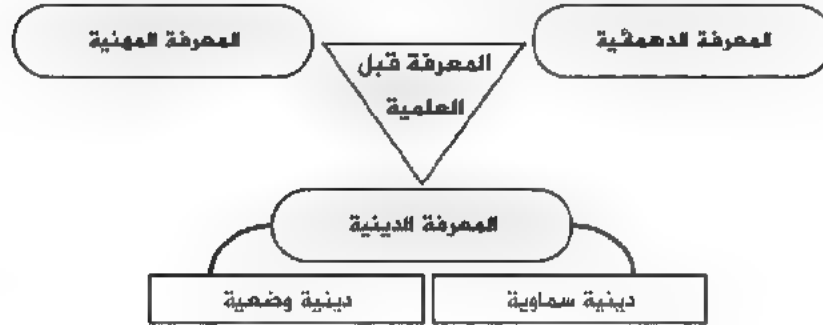 المعرفة الدهمائية
المعرفة المهنية
المعرفة قبل
العلمية
المعرفة الدينية
دينية سماوية
دينية وضعية